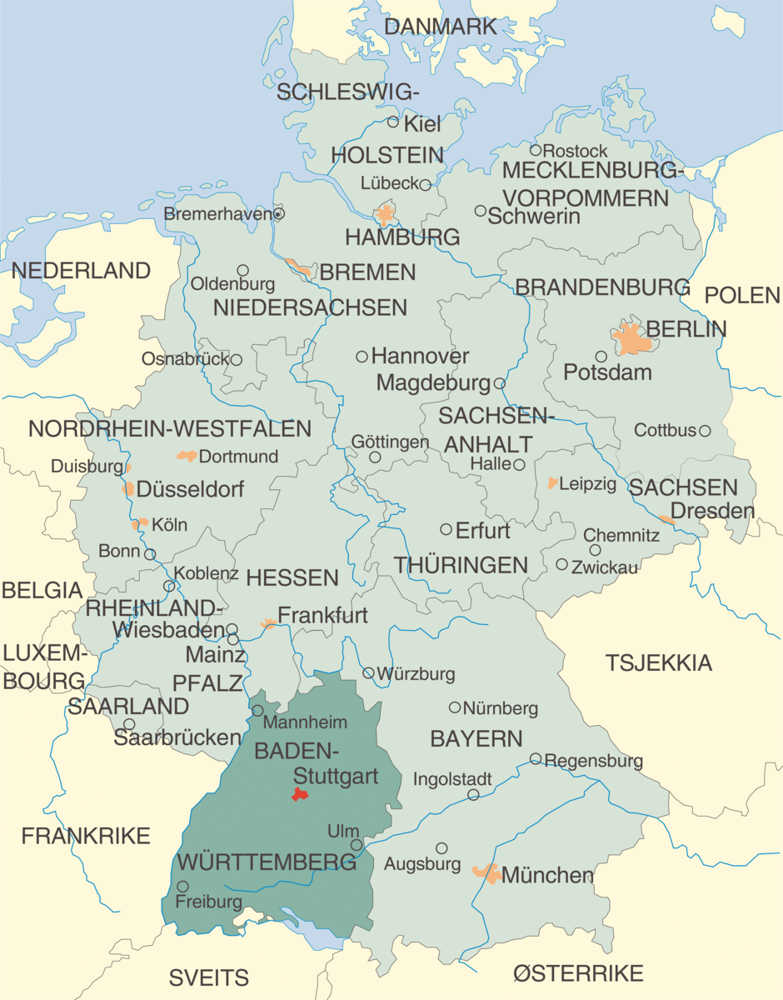 DANMARK
SCHLESWIG-
Kiel
HOLSTEIN
Rostock
MECKLENBURG-
Lübeck
VORPOMMERN
Bremerhaven
Schwerin
HAMBURG
NEDERLAND
BREMEN
Oldenburg
BRANDENBURG
POLEN
NIEDERSACHSEN
BERLIN
Osnabrück
Hannover
Potsdam
Magdeburg
SACHSEN-
NORDRHEIN-WESTFALEN
Cottbus
Göttingen
ANHALT
Dortmund
Halle
Duisburg
Leipzig
SACHSEN
Düsseldorf
Dresden
Köln
Erfurt
Chemnitz
Bonn
THÜRINGEN
Zwickau
Koblenz
HESSEN
BELGIA
RHEINLAND-
Frankfurt
Wiesbaden
LUXEM-
Mainz
TSJEKKIA
BOURG
PFALZ
Würzburg
SAARLAND
Nürnberg
Mannheim
Saarbrücken
BAYERN
BADEN-
Regensburg
Stuttgart
Ingolstadt
FRANKRIKE
Ulm
WÜRTTEMBERG
Augsburg
München
Freiburg
SVEITS
ØSTERRIKE